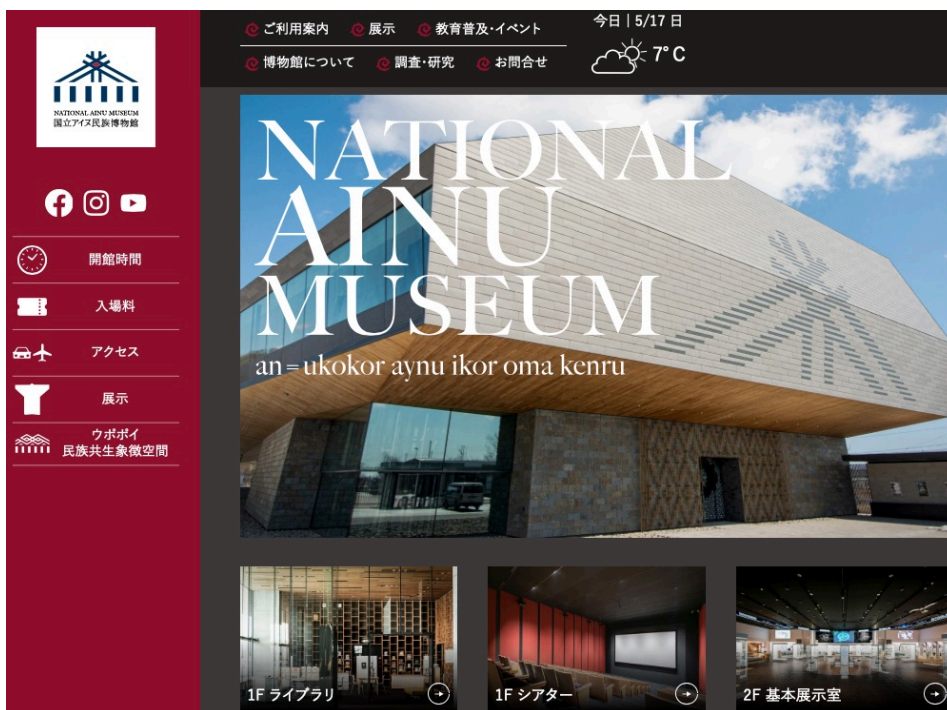 NATIONAL AINU MUSEUM
国立アイヌ民族博物館
開館時間
入場料
アクセス
展示
ウポポイ
民族共生象徴空間
ご利用案内 展示 教育普及・イベント
博物館について 調査・研究 お問合せ
今日 | 5/17 日
7°C
NATIONAL
AINU
MUSEUM
an=ukokor aynu ikor oma kenru
1F ライブラリ
1F シアター
2F 基本展示室